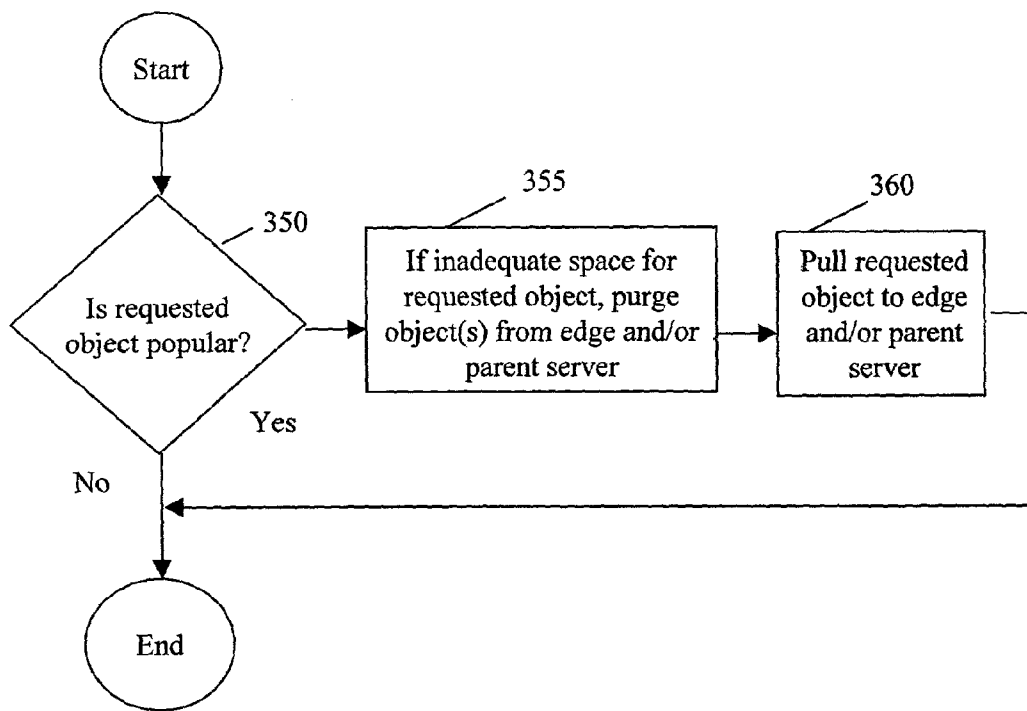 Start
350
Is requested
object popular?
Yes
No
355
If inadequate space for
requested object, purge
object(s) from edge and/or
parent server
360
Pull requested
object to edge
and/or parent
server
End